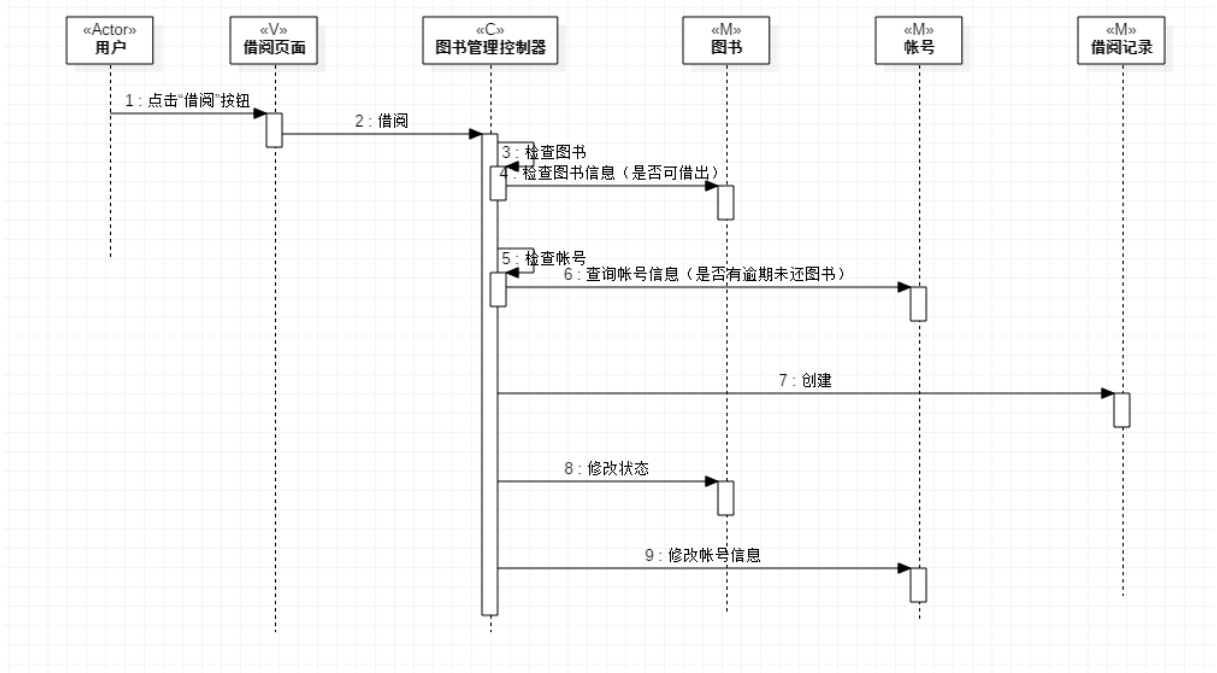 «Actor»
用户
«V»
借阅页面
«C»
图书管理控制器
«M»
图书
«M»
帐号
«M»
借阅记录
1 : 点击“借阅”按钮
2 : 借阅
3 : 检查图书
4 : 检查图书信息（是否可借出）
5 : 检查帐号
6 : 查询帐号信息（是否有逾期未还图书）
7 : 创建
8 : 修改状态
9 : 修改帐号信息